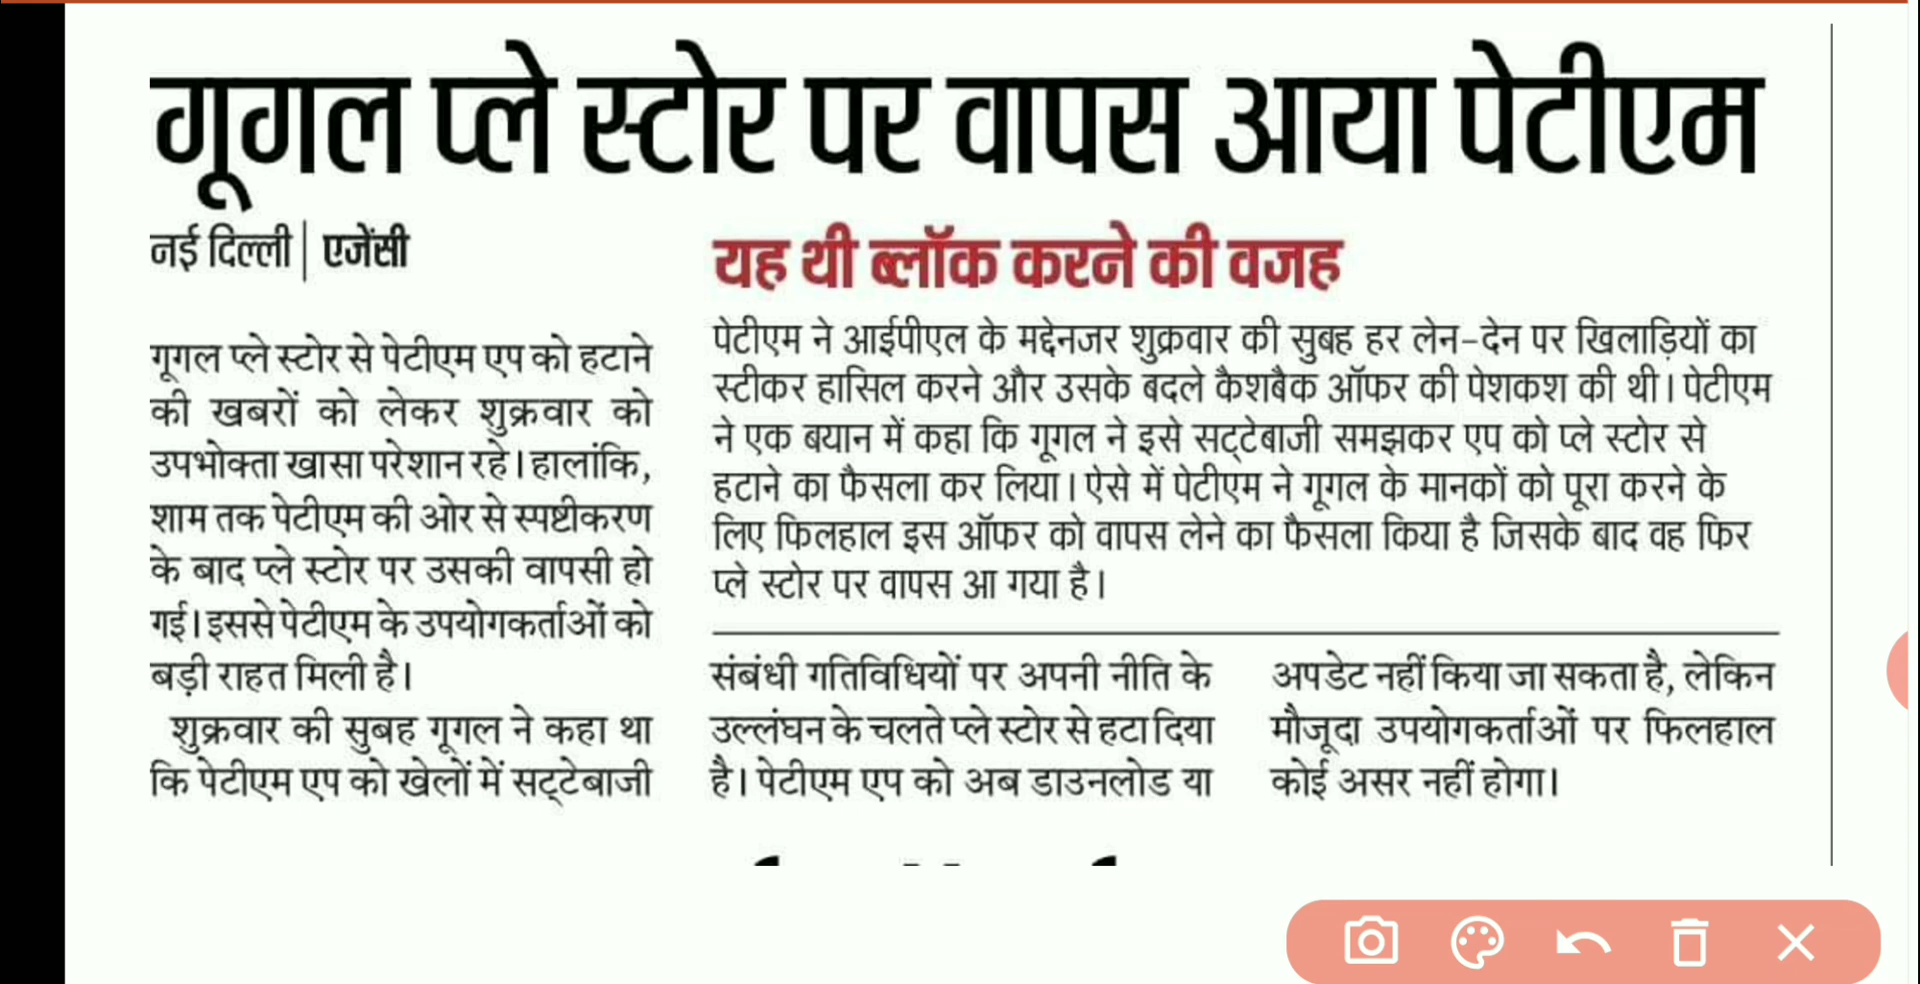 गूगल प्ले स्टोर पर वापस आया पेटीएम
नई दिल्ली | एजेंसी
गूगल प्ले स्टोर से पेटीएम एप को हटाने
की खबरों को लेकर शुक्रवार को
उपभोक्ता खासा परेशान रहे। हालांकि,
शाम तक पेटीएम की ओर से स्पष्टीकरण
के बाद प्ले स्टोर पर उसकी वापसी हो
गई। इससे पेटीएम के उपयोगकर्ताओं को
बड़ी राहत मिली है।
शुक्रवार की सुबह गूगल ने कहा था
कि पेटीएम एप को खेलों में सट्टेबाजी
संबंधी गतिविधियों पर अपनी नीति के
उल्लंघन के चलते प्ले स्टोर से हटा दिया
है। पेटीएम एप को अब डाउनलोड या
अपडेट नहीं किया जा सकता है, लेकिन
मौजूदा उपयोगकर्ताओं पर फिलहाल
कोई असर नहीं होगा।
यह थी ब्लॉक करने की वजह
पेटीएम ने आईपीएल के मद्देनजर शुक्रवार की सुबह हर लेन-देन पर खिलाड़ियों का
स्टीकर हासिल करने और उसके बदले कैशबैक ऑफर की पेशकश की थी। पेटीएम
ने एक बयान में कहा कि गूगल ने इसे सट्टेबाजी समझकर एप को प्ले स्टोर से
हटाने का फैसला कर लिया। ऐसे में पेटीएम ने गूगल के मानकों को पूरा करने के
लिए फिलहाल इस ऑफर को वापस लेने का फैसला किया है जिसके बाद वह फिर
प्ले स्टोर पर वापस आ गया है।